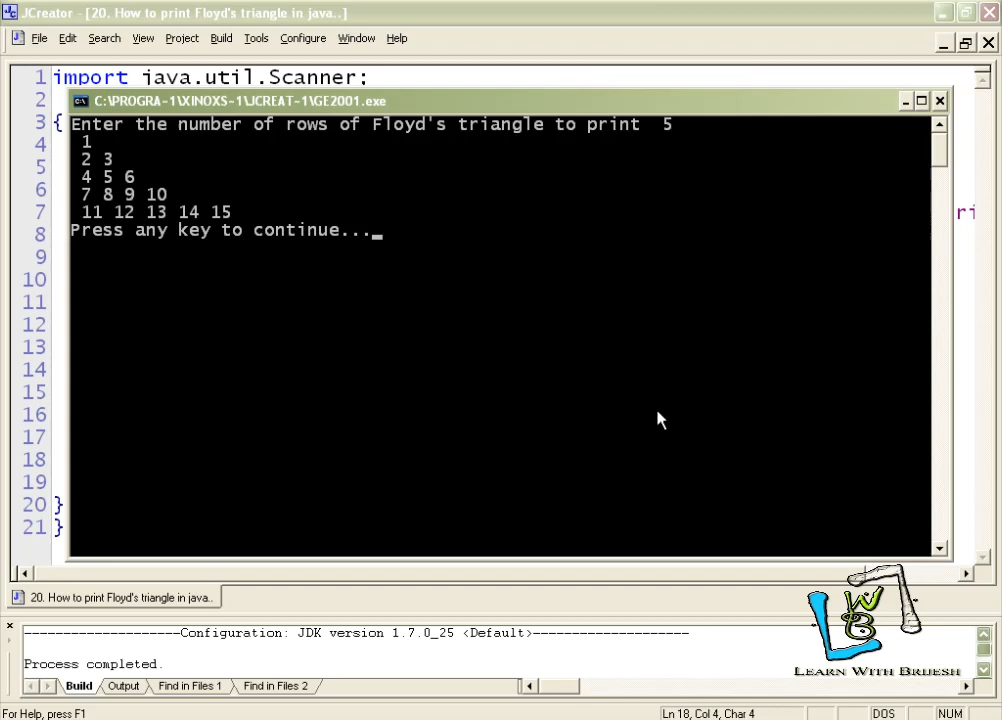 JCreator - [20. How to print Floyd's triangle in java..]
File Edit Search View Project Build Tools Configure Window Help
1 import java.util.Scanner;
2
C:\PROGRA~1\XINOXS~1\JCREAT~1\GE2001.exe
3 {
Enter the number of rows of Floyd's triangle to print 5
4
1
5
2 3
4 5 6
6
7 8 9 10
7 ri
11 12 13 14 15
8
Press any key to continue..._
9
10
11
12
13
14
15
16
17
18
19
20 }
21 }
20. How to print Floyd's triangle in java..
--------------------Configuration: JDK version 1.7.0_25 <Default>--------------------
Process completed.
LEARN WITH BRIJESH
Build Output Find in Files 1 Find in Files 2
For Help, press F1 Ln 18, Col 4, Char 4 DOS NUM